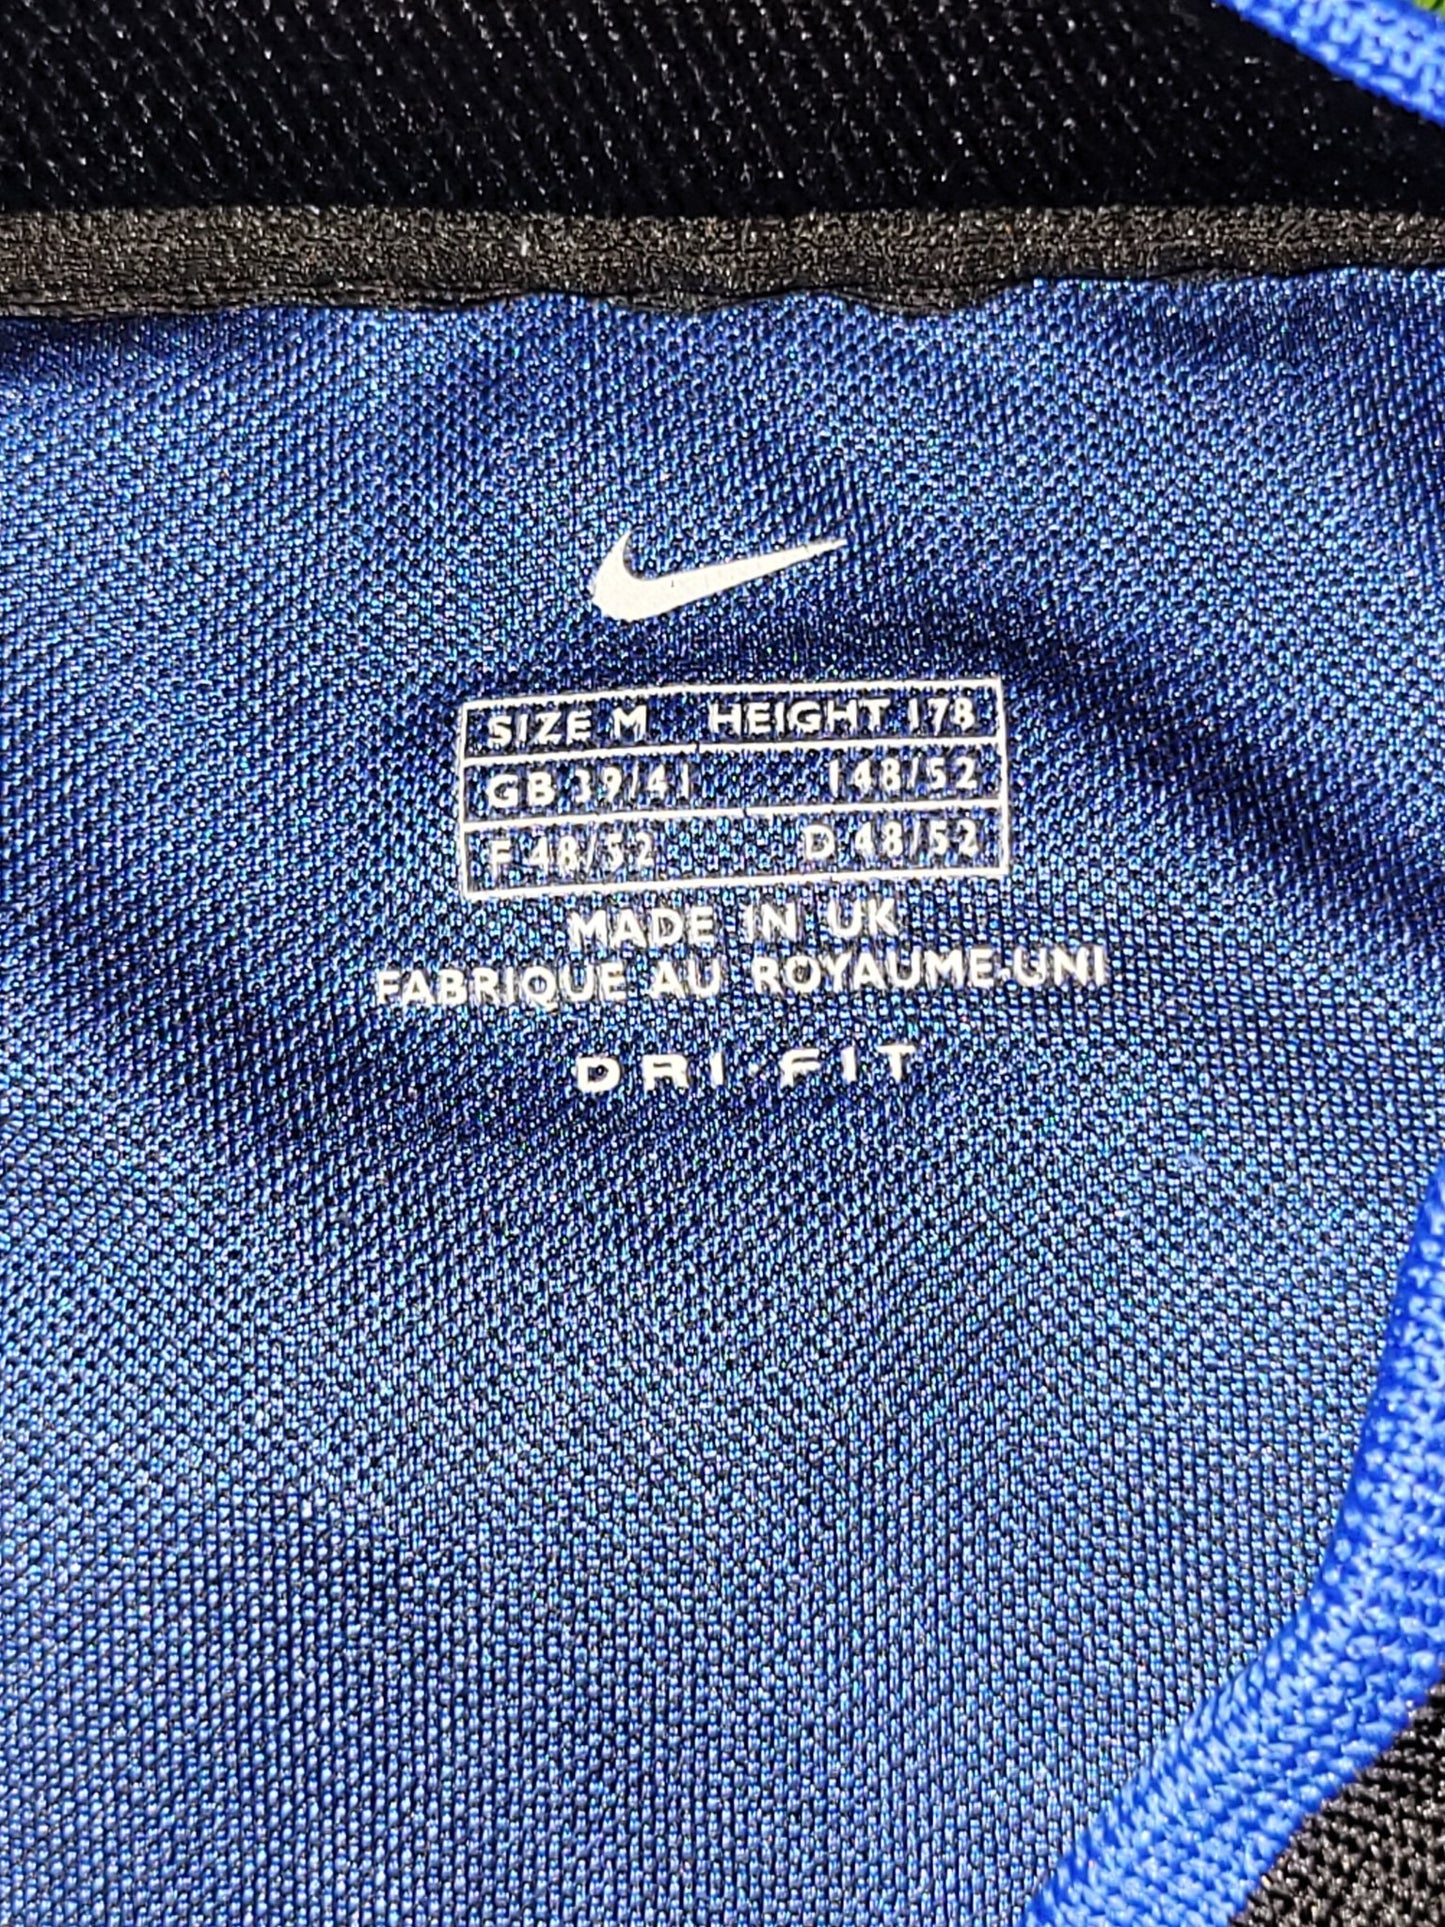 SIZE M HEIGHT 178
GB 39/41 I 48/52
F 48/52 D 48/52
MADE IN UK
FABRIQUE AU ROYAUME-UNI
DRI-FIT